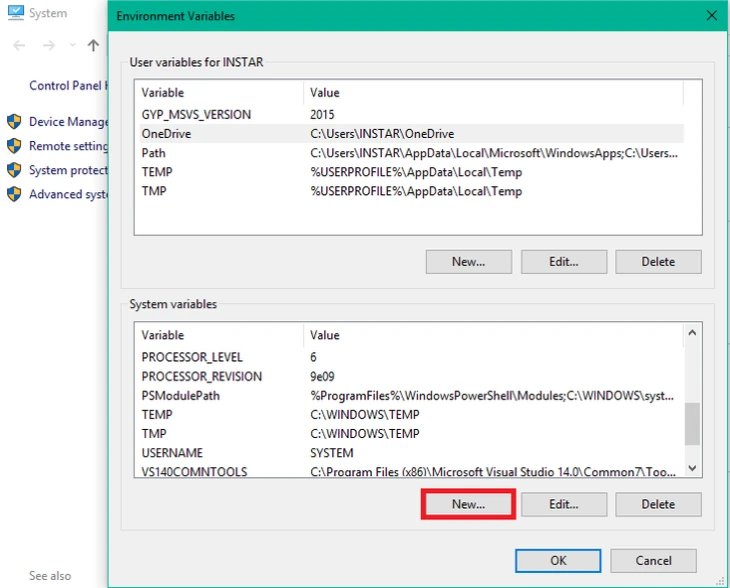 System
Environment Variables
Control Panel H
Device Manage
Remote setting
System protect
Advanced syst
User variables for INSTAR
Variable Value
GYP_MSVS_VERSION 2015
OneDrive C:\Users\INSTAR\OneDrive
Path C:\Users\INSTAR\AppData\Local\Microsoft\WindowsApps;C:\Users...
TEMP %USERPROFILE%\AppData\Local\Temp
TMP %USERPROFILE%\AppData\Local\Temp
New... Edit... Delete
System variables
Variable Value
PROCESSOR_LEVEL 6
PROCESSOR_REVISION 9e09
PSModulePath %ProgramFiles%\WindowsPowerShell\Modules;C:\WINDOWS\syst...
TEMP C:\WINDOWS\TEMP
TMP C:\WINDOWS\TEMP
USERNAME SYSTEM
VS140COMNTOOLS C:\Program Files (x86)\Microsoft Visual Studio 14.0\Common7\Too...
New... Edit... Delete
OK Cancel
See also